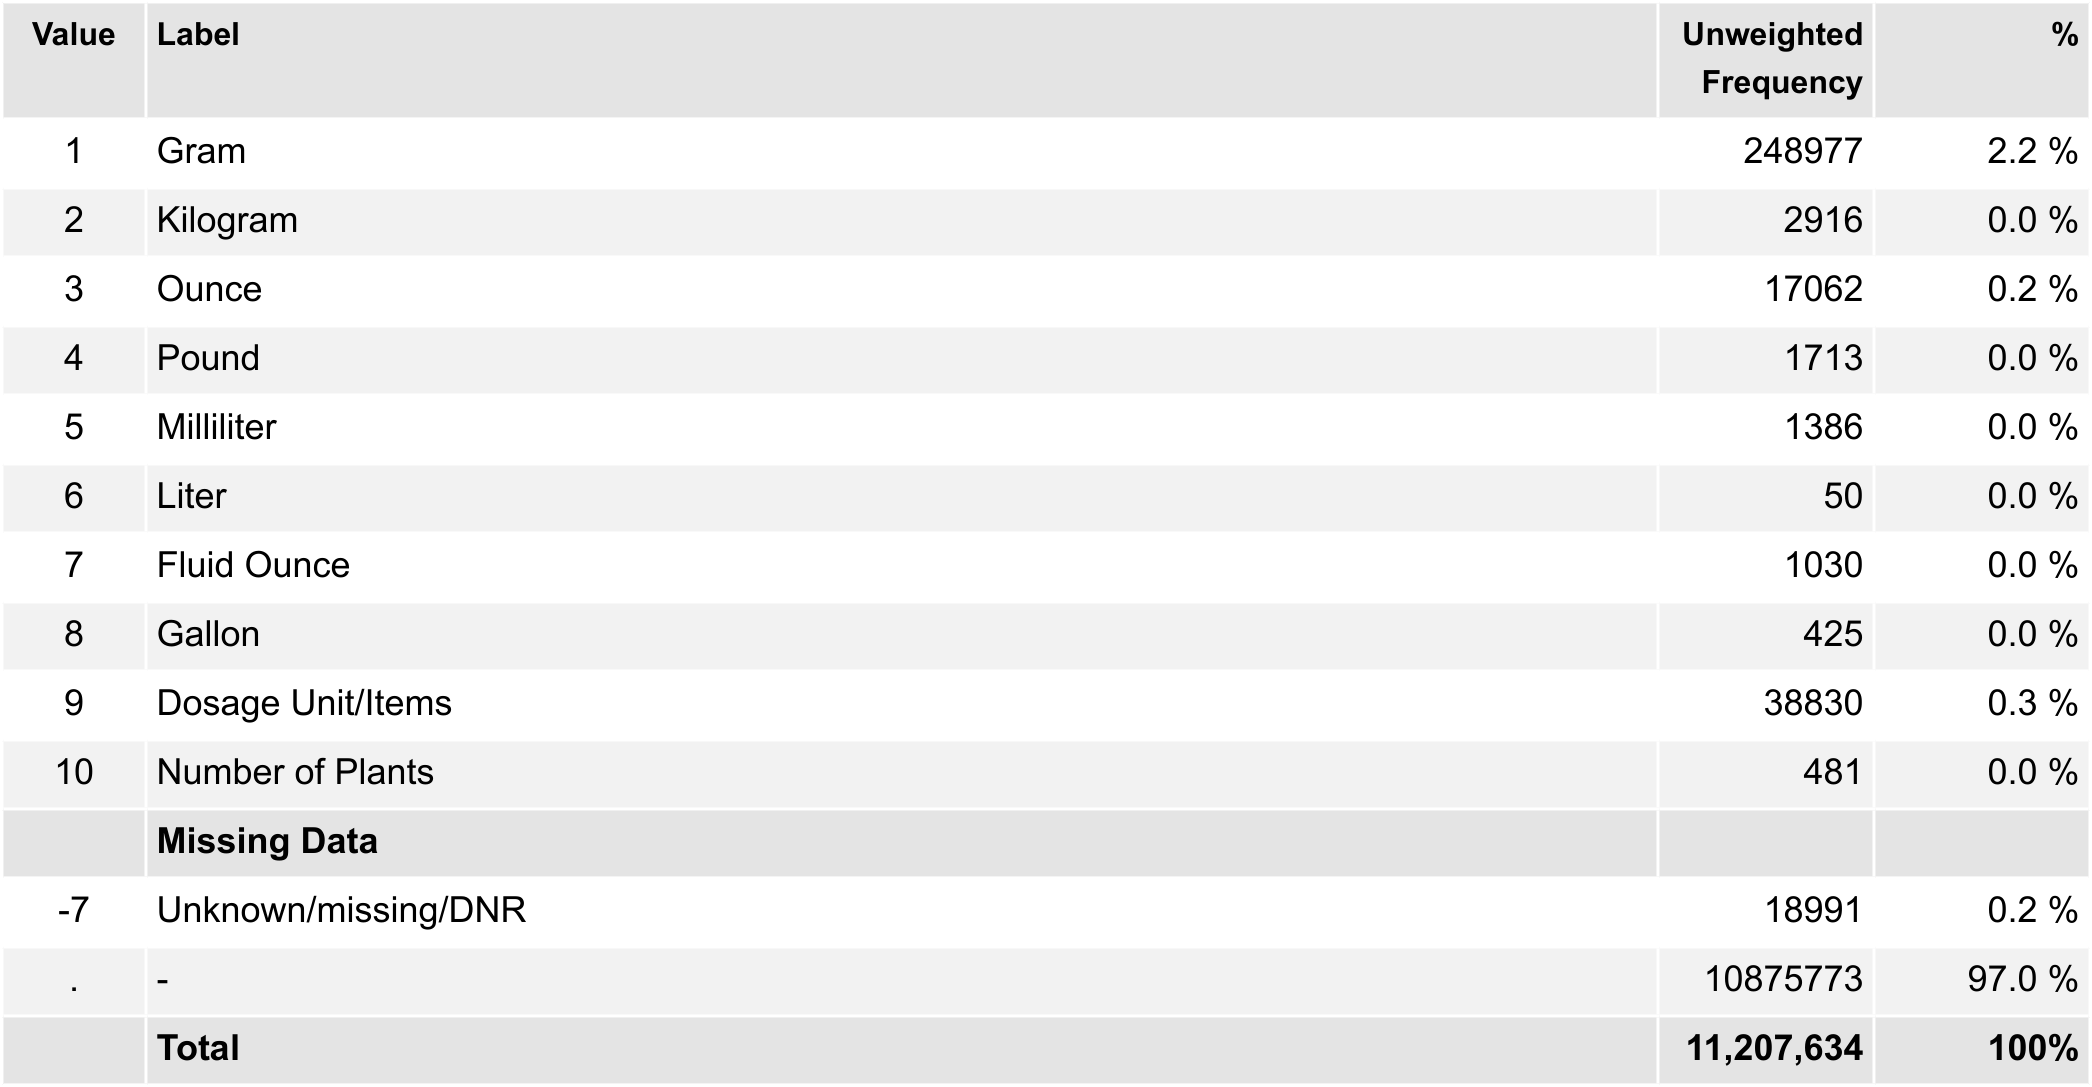 Value Label Unweighted Frequency %
1 Gram 248977 2.2 %
2 Kilogram 2916 0.0 %
3 Ounce 17062 0.2 %
4 Pound 1713 0.0 %
5 Milliliter 1386 0.0 %
6 Liter 50 0.0 %
7 Fluid Ounce 1030 0.0 %
8 Gallon 425 0.0 %
9 Dosage Unit/Items 38830 0.3 %
10 Number of Plants 481 0.0 %
Missing Data
-7 Unknown/missing/DNR 18991 0.2 %
. - 10875773 97.0 %
Total 11,207,634 100%